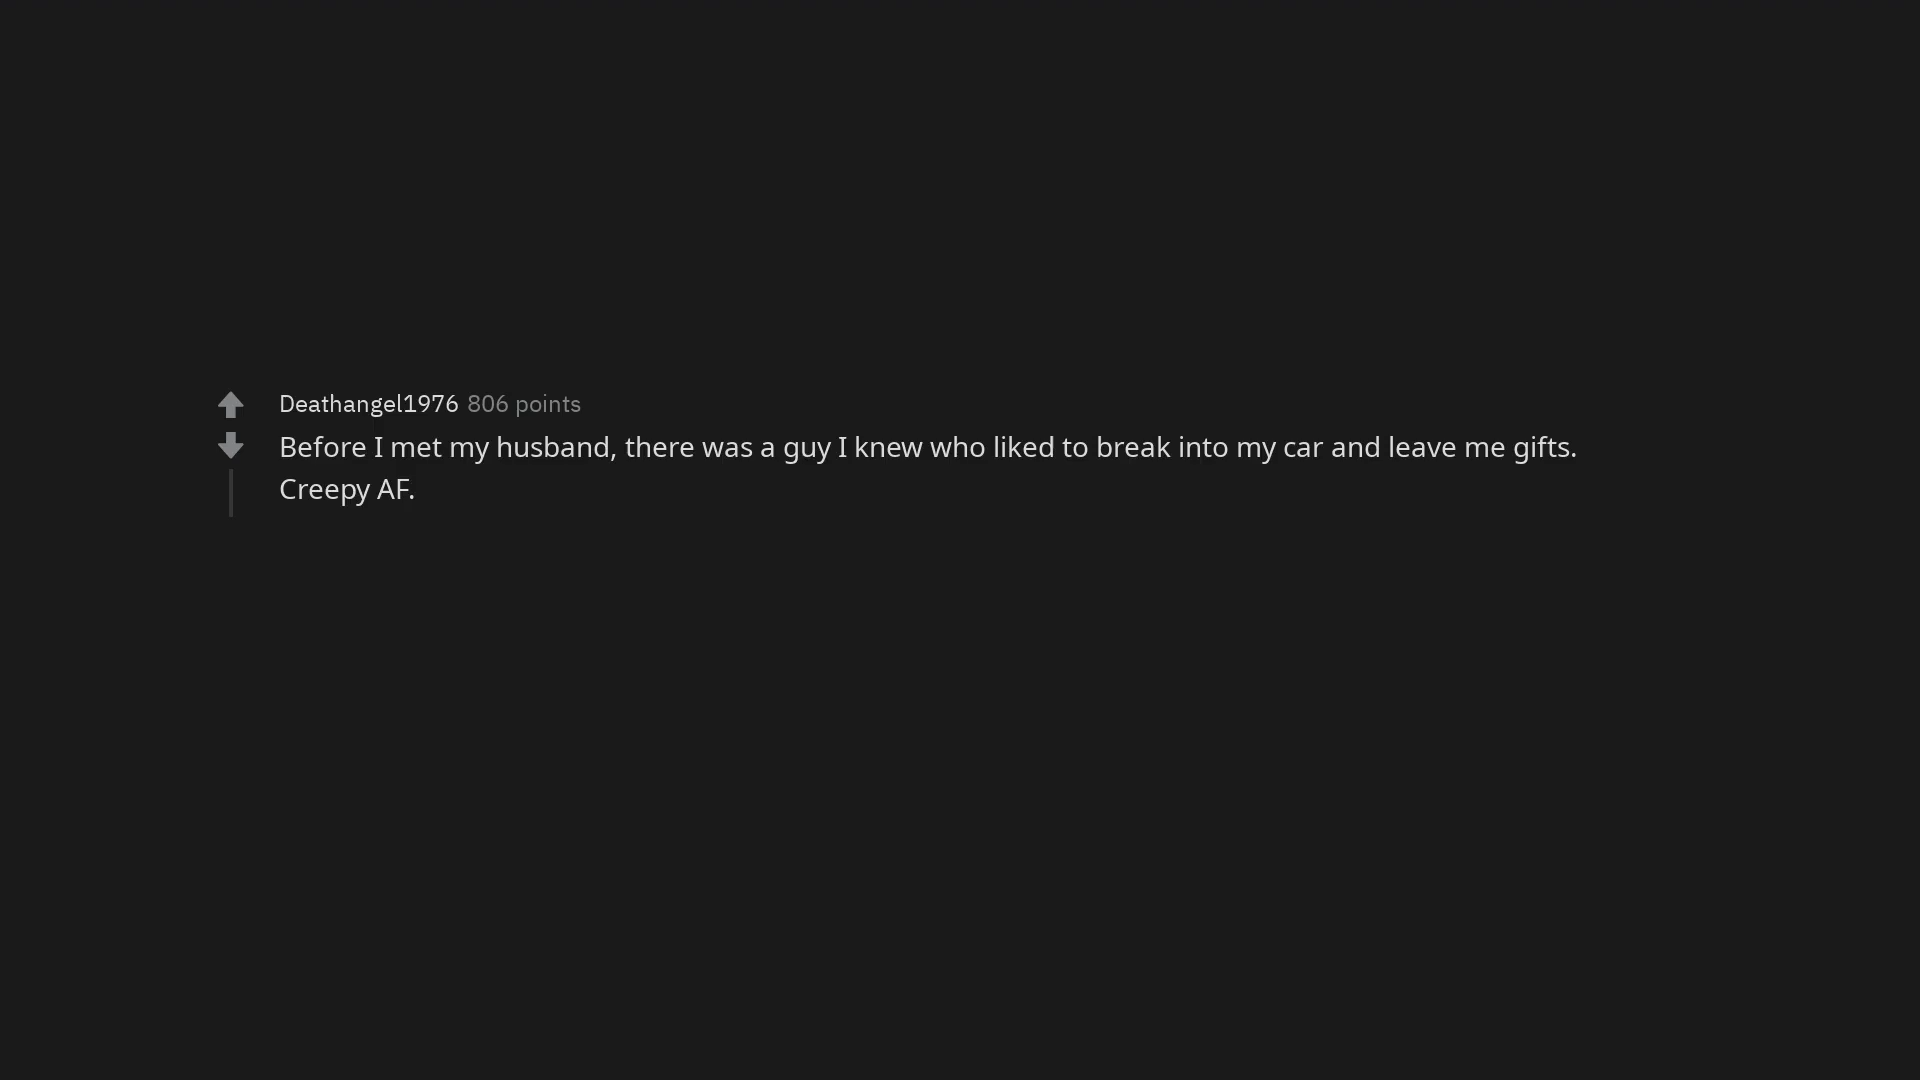 Deathangel1976 806 points
Before I met my husband, there was a guy I knew who liked to break into my car and leave me gifts.
Creepy AF.